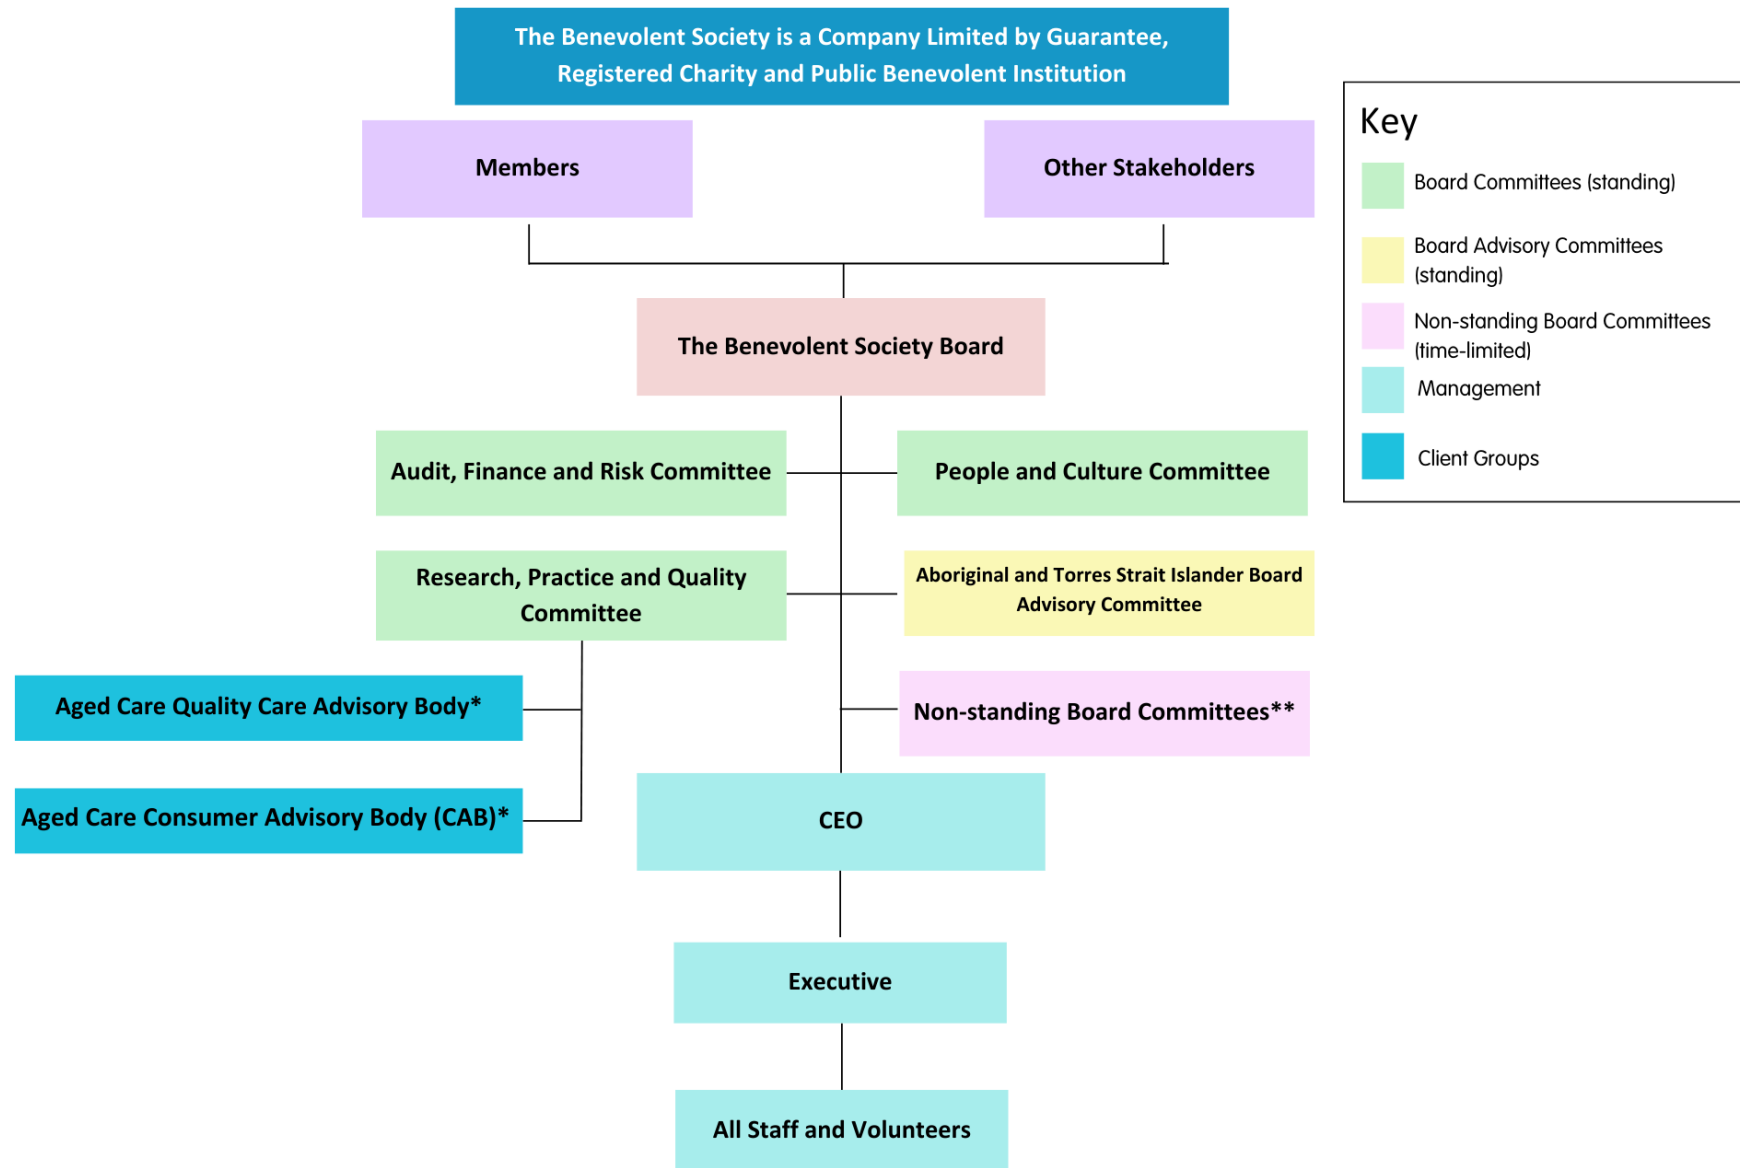 The Benevolent Society is a Company Limited by Guarantee,
Registered Charity and Public Benevolent Institution
Members
Other Stakeholders
Key
Board Committees (standing)
Board Advisory Committees
(standing)
Non-standing Board Committees
(time-limited)
Management
Client Groups
The Benevolent Society Board
Audit, Finance and Risk Committee
People and Culture Committee
Research, Practice and Quality
Committee
Aboriginal and Torres Strait Islander Board
Advisory Committee
Aged Care Quality Care Advisory Body*
Non-standing Board Committees**
Aged Care Consumer Advisory Body (CAB)*
CEO
Executive
All Staff and Volunteers